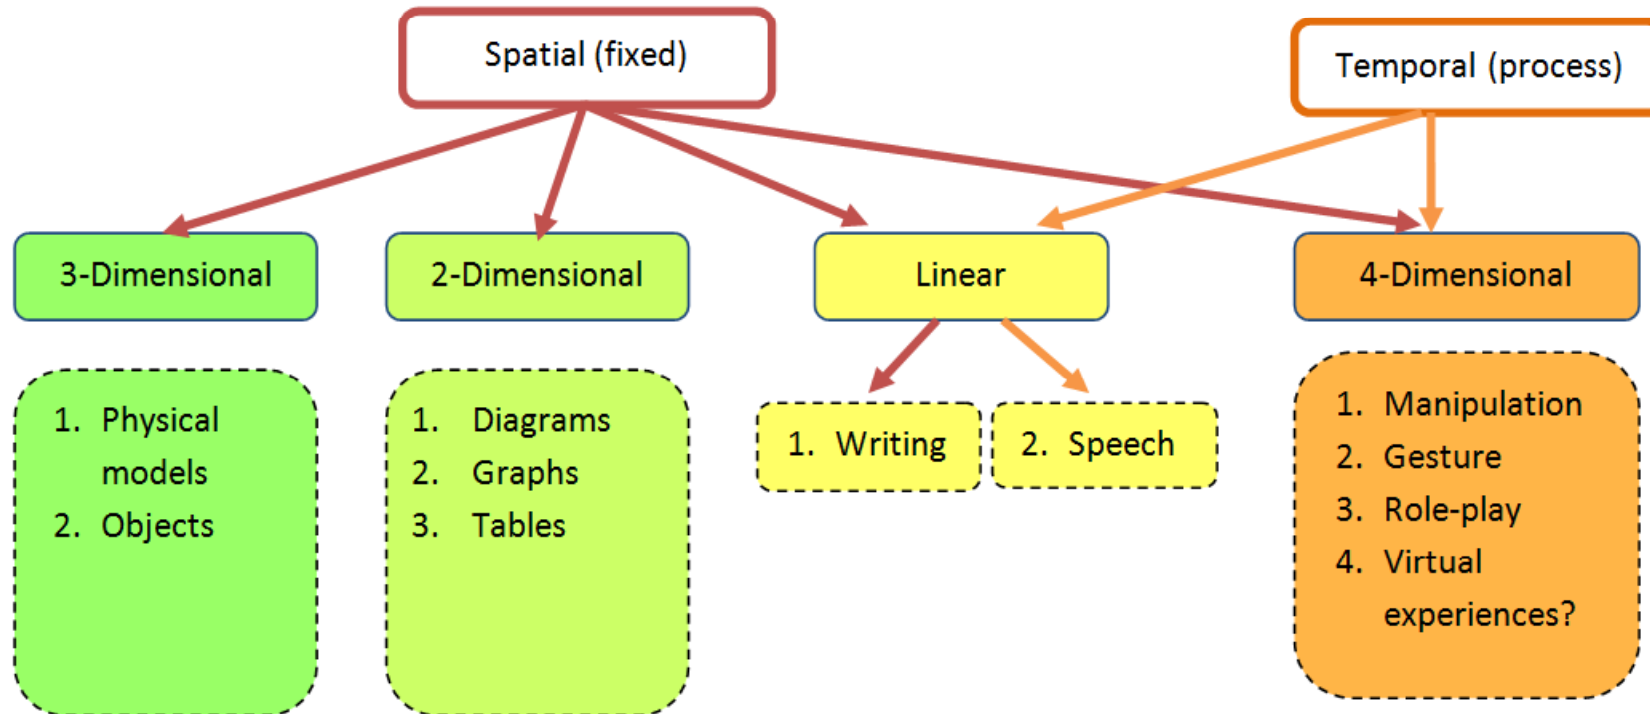 Spatial (fixed)
Temporal (process)
3-Dimensional
2-Dimensional
Linear
4-Dimensional
1. Physical
models
2. Objects
1. Diagrams
2. Graphs
3. Tables
1. Writing
2. Speech
1. Manipulation
2. Gesture
3. Role-play
4. Virtual
experiences?